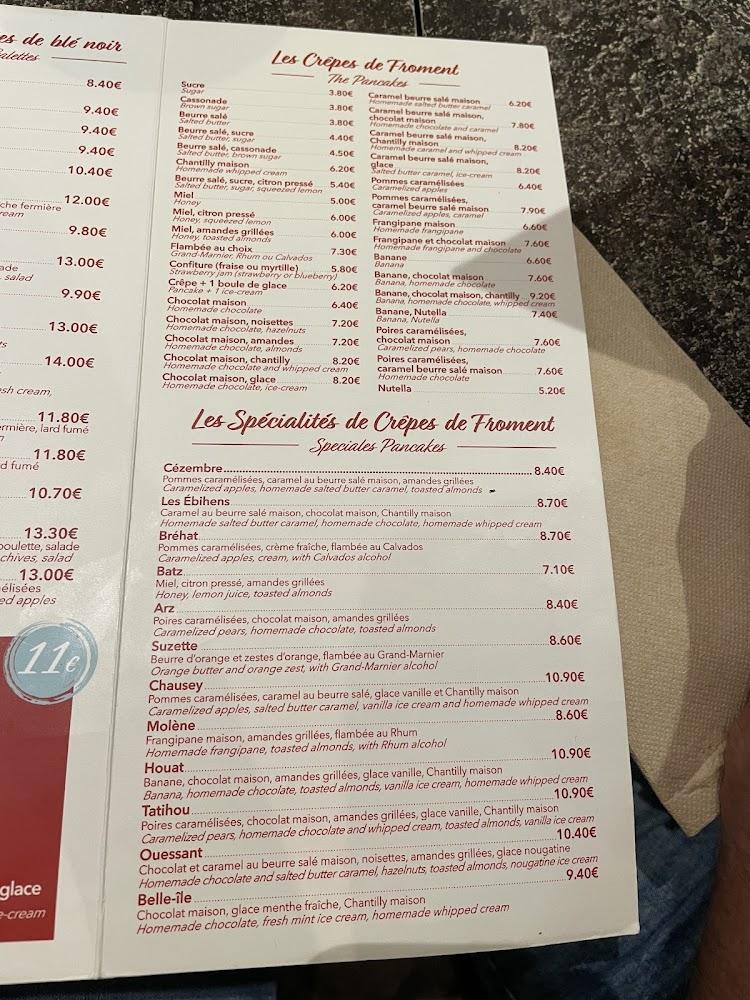 es de blé noir
alettes
8.40€
9.40€
9.40€
9.40€
10.40€
12.00€
che fermière
ream
9.80€
13.00€
ade
, salad
9.90€
13.00€
ts
14.00€
sh cream,
11.80€
ermière, lard fumé
n
11.80€
d fumé
10.70€
13.30€
boulette, salade
chives, salad
13.00€
élisées
ed apples
11€
glace
e-cream
Les Crêpes de Froment
The Pancakes
Sucre 3.80€
Sugar
Cassonade 3.80€
Brown sugar
Beurre salé 3.80€
Salted butter
Beurre salé, sucre 4.40€
Salted butter, sugar
Beurre salé, cassonade 4.50€
Salted butter, brown sugar
Chantilly maison 6.20€
Homemade whipped cream
Beurre salé, sucre, citron pressé 5.40€
Salted butter, sugar, squeezed lemon
Miel 5.00€
Honey
Miel, citron pressé 6.00€
Honey, squeezed lemon
Miel, amandes grillées 6.00€
Honey, toasted almonds
Flambée au choix 7.30€
Grand-Marnier, Rhum ou Calvados
Confiture (fraise ou myrtille) 5.80€
Strawberry jam (strawberry or blueberry)
Crêpe + 1 boule de glace 6.20€
Pancake + 1 ice-cream
Chocolat maison 6.40€
Homemade chocolate
Chocolat maison, noisettes 7.20€
Homemade chocolate, hazelnuts
Chocolat maison, amandes 7.20€
Homemade chocolate, almonds
Chocolat maison, chantilly 8.20€
Homemade chocolate and whipped cream
Chocolat maison, glace 8.20€
Homemade chocolate, ice-cream
Caramel beurre salé maison 6.20€
Homemade salted butter caramel
Caramel beurre salé maison,
chocolat maison 7.80€
Homemade chocolate and caramel
Caramel beurre salé maison,
Chantilly maison 8.20€
Homemade caramel and whipped cream
Caramel beurre salé maison,
glace 8.20€
Salted butter caramel, ice-cream
Pommes caramélisées 6.40€
Caramelized apples
Pommes caramélisées,
caramel beurre salé maison 7.90€
Caramelized apples, caramel
Frangipane maison 6.60€
Homemade frangipane
Frangipane et chocolat maison 7.60€
Homemade frangipane and chocolate
Banane 6.60€
Banana
Banane, chocolat maison 7.60€
Banana, homemade chocolate
Banane, chocolat maison, chantilly 9.20€
Banana, homemade chocolate, whipped cream
Banane, Nutella 7.40€
Banana, Nutella
Poires caramélisées,
chocolat maison 7.60€
Caramelized pears, homemade chocolate
Poires caramélisées,
caramel beurre salé maison 7.60€
Homemade chocolate
Nutella 5.20€
Les Spécialités de Crêpes de Froment
Speciales Pancakes
Cézembre 8.40€
Pommes caramélisées, caramel au beurre salé maison, amandes grillées
Caramelized apples, homemade salted butter caramel, toasted almonds
Les Ébihens 8.70€
Caramel au beurre salé maison, chocolat maison, Chantilly maison
Homemade salted butter caramel, homemade chocolate, homemade whipped cream
Bréhat 8.70€
Pommes caramélisées, crème fraîche, flambée au Calvados
Caramelized apples, cream, with Calvados alcohol
Batz 7.10€
Miel, citron pressé, amandes grillées
Honey, lemon juice, toasted almonds
Arz 8.40€
Poires caramélisées, chocolat maison, amandes grillées
Caramelized pears, homemade chocolate, toasted almonds
Suzette 8.60€
Beurre d'orange et zestes d'orange, flambée au Grand-Marnier
Orange butter and orange zest, with Grand-Marnier alcohol
Chausey 10.90€
Pommes caramélisées, caramel au beurre salé, glace vanille et Chantilly maison
Caramelized apples, salted butter caramel, vanilla ice cream and homemade whipped cream
Molène 8.60€
Frangipane maison, amandes grillées, flambée au Rhum
Homemade frangipane, toasted almonds, with Rhum alcohol
Houat 10.90€
Banane, chocolat maison, amandes grillées, glace vanille, Chantilly maison
Banana, homemade chocolate, toasted almonds, vanilla ice cream, homemade whipped cream
Tatihou 10.90€
Poires caramélisées, chocolat maison, amandes grillées, glace vanille, Chantilly maison
Caramelized pears, homemade chocolate and whipped cream, toasted almonds, vanilla ice cream
Ouessant 10.40€
Chocolat et caramel au beurre salé maison, noisettes, amandes grillées, glace nougatine
Homemade chocolate and salted butter caramel, hazelnuts, toasted almonds, nougatine ice cream
Belle-île 9.40€
Chocolat maison, glace menthe fraîche, Chantilly maison
Homemade chocolate, fresh mint ice cream, homemade whipped cream